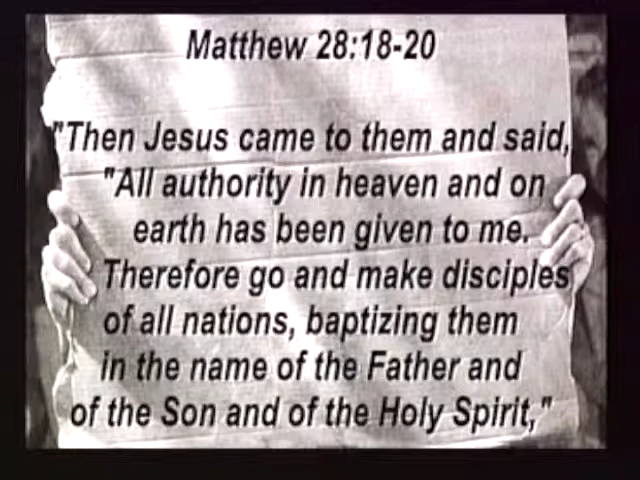 Matthew 28:18-20
"Then Jesus came to them and said,
"All authority in heaven and on
earth has been given to me.
Therefore go and make disciples
of all nations, baptizing them
in the name of the Father and
of the Son and of the Holy Spirit,"